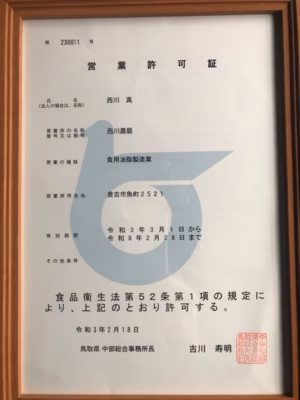 第 230011 号
営業許可証
氏名 西川 真
(法人の場合は、名称)
営業所の名称 西川農藝
屋号又は商号
営業の種類 食用油脂製造業
営業所所在地 倉吉市魚町2521
有効期間 令和3年3月1日から
令和8年2月28日まで
その他条件
食品衛生法第52条第1項の規定に
より、上記のとおり許可する。
令和3年2月18日
鳥取県 中部総合事務所長 吉川 寿明